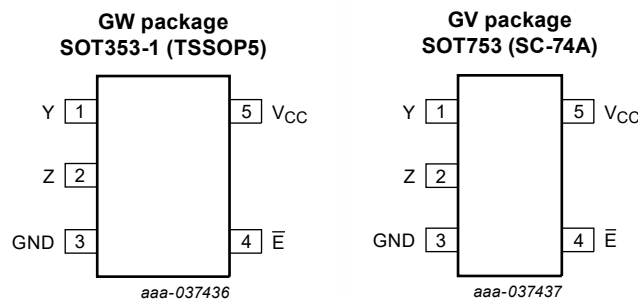 GW package
SOT353-1 (TSSOP5)
Y 1
5 VCC
Z 2
GND 3
4 E̅
aaa-037436
GV package
SOT753 (SC-74A)
Y 1
5 VCC
Z 2
GND 3
4 E̅
aaa-037437